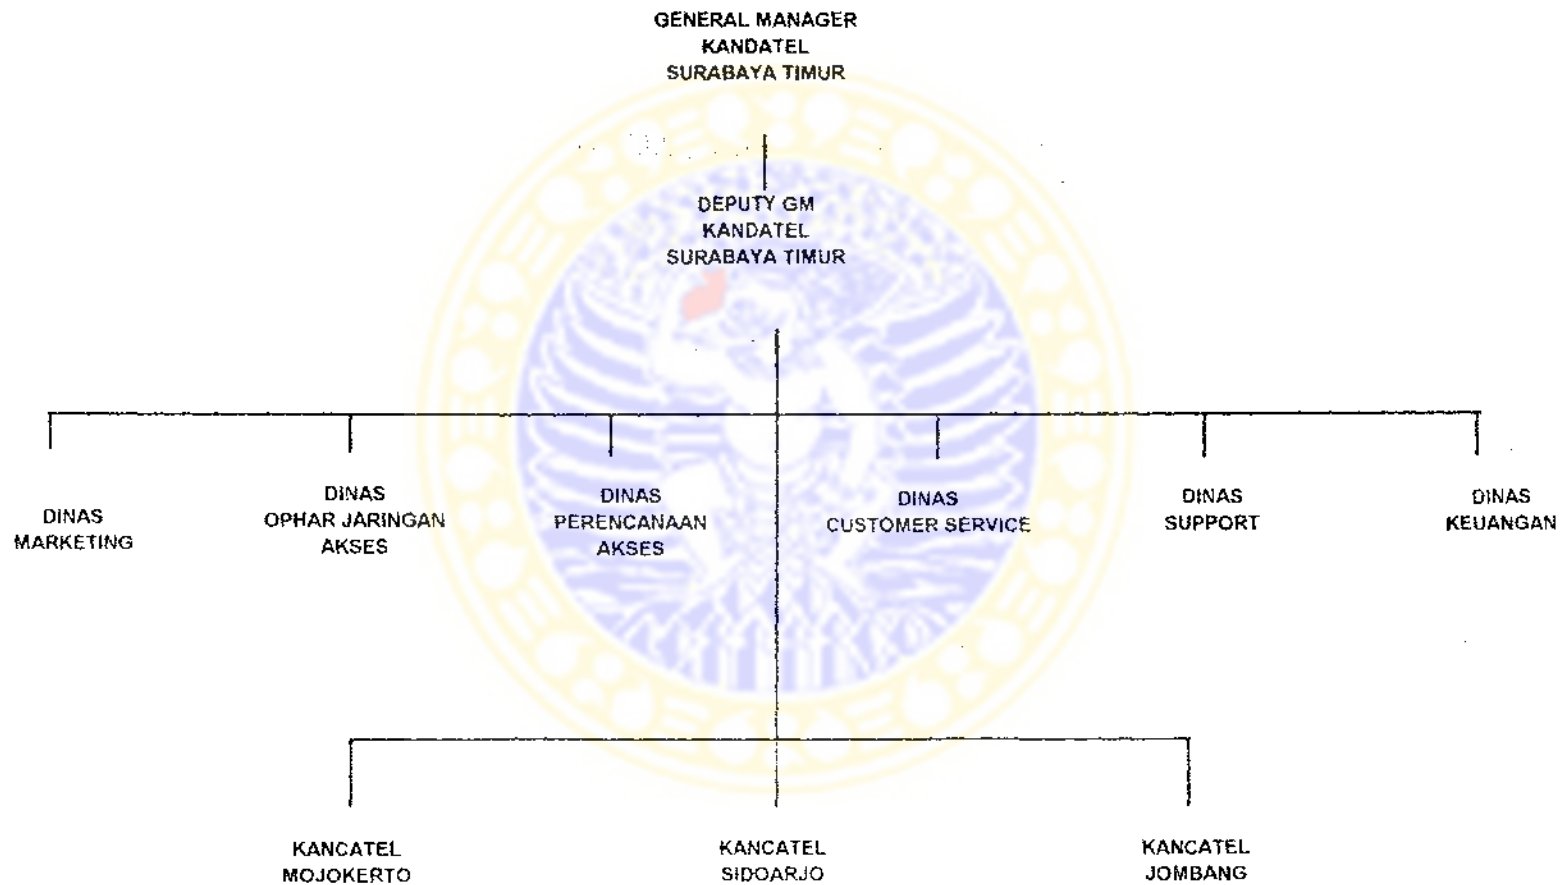 GENERAL MANAGER
KANDATEL
SURABAYA TIMUR
DEPUTY GM
KANDATEL
SURABAYA TIMUR
DINAS
MARKETING
DINAS
OPHAR JARINGAN
AKSES
DINAS
PERENCANAAN
AKSES
DINAS
CUSTOMER SERVICE
DINAS
SUPPORT
DINAS
KEUANGAN
KANCATEL
MOJOKERTO
KANCATEL
SIDOARJO
KANCATEL
JOMBANG